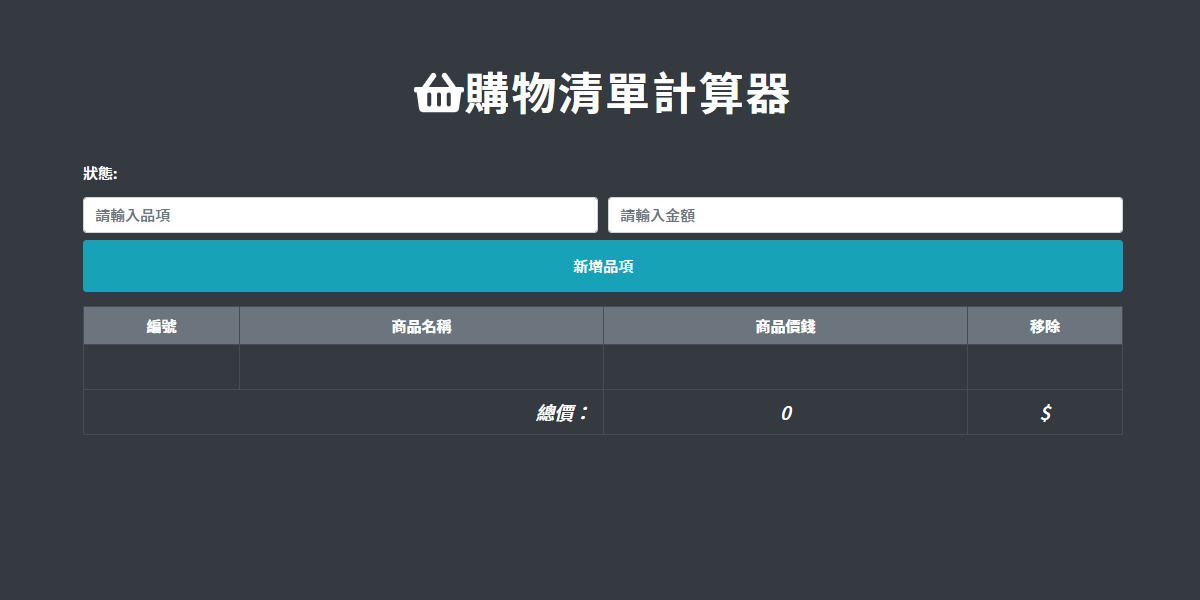 購物清單計算器
狀態:
請輸入品項 請輸入金額
新增品項
編號 商品名稱 商品價錢 移除
總價： 0 $